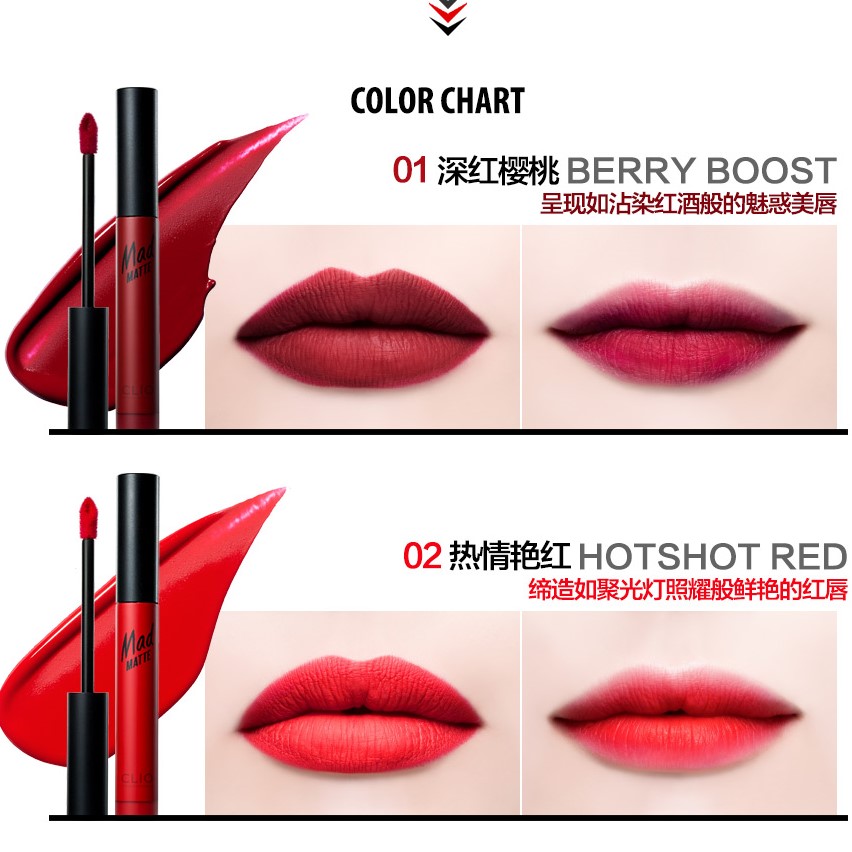 COLOR CHART
01 深红樱桃 BERRY BOOST
呈现如沾染红酒般的魅惑美唇
Mad
MATTE
CLIO
02 热情艳红 HOTSHOT RED
缔造如聚光灯照耀般鲜艳的红唇
Mad
MATTE
CLIO